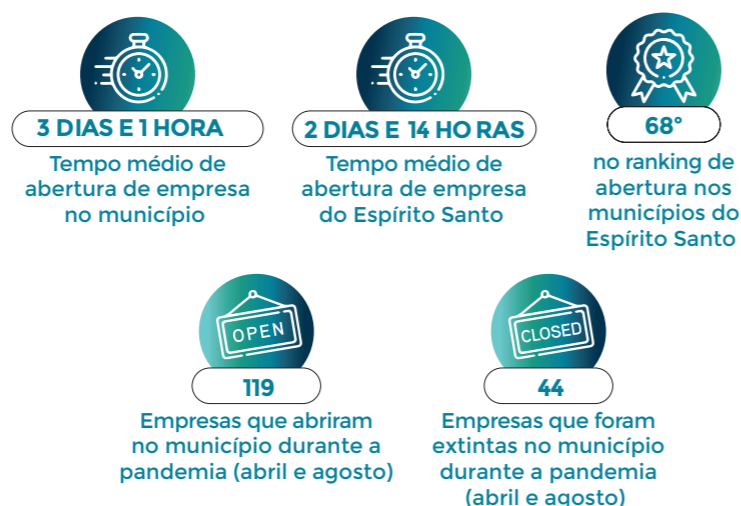 3 DIAS E 1 HORA
Tempo médio de
abertura de empresa
no município
2 DIAS E 14 HO RAS
Tempo médio de
abertura de empresa
do Espírito Santo
68°
no ranking de
abertura nos
municípios do
Espírito Santo
OPEN
119
Empresas que abriram
no município durante a
pandemia (abril e agosto)
CLOSED
44
Empresas que foram
extintas no município
durante a pandemia
(abril e agosto)